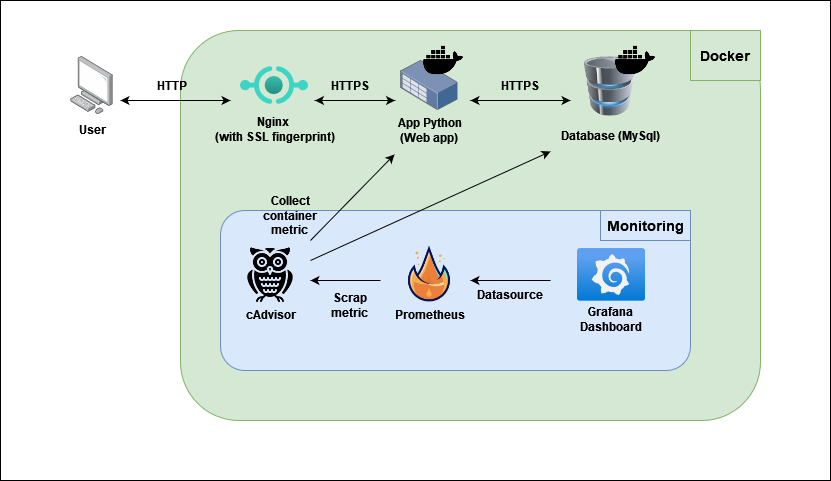 Docker
HTTP
HTTPS
HTTPS
User
Nginx
(with SSL fingerprint)
App Python
(Web app)
Database (MySql)
Collect
container
metric
Monitoring
cAdvisor
Scrap
metric
Prometheus
Datasource
Grafana
Dashboard